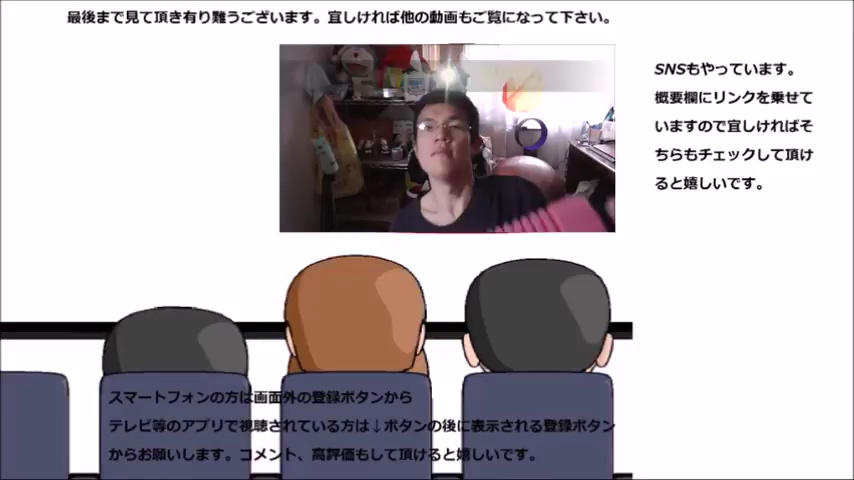 最後まで見て頂き有り難うございます。宜しければ他の動画もご覧になって下さい。
SNSもやっています。
概要欄にリンクを乗せて
いますので宜しければそ
ちらもチェックして頂け
ると嬉しいです。
スマートフォンの方は画面外の登録ボタンから
テレビ等のアプリで視聴されている方は↓ボタンの後に表示される登録ボタン
からお願いします。コメント、高評価もして頂けると嬉しいです。